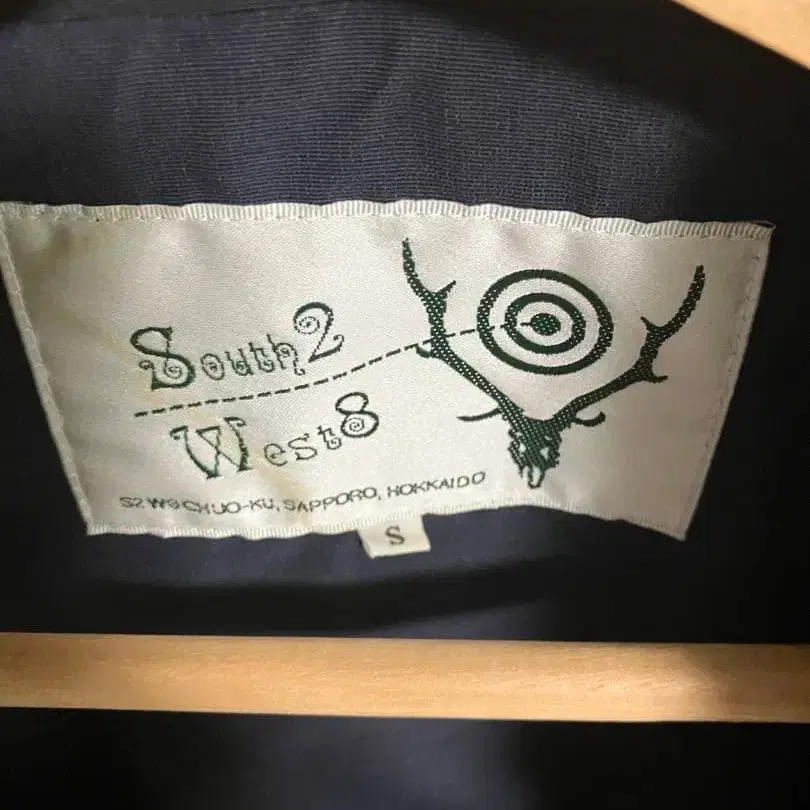 South2
West8
S2 W8 CHUO-KU, SAPPORO, HOKKAIDO
S